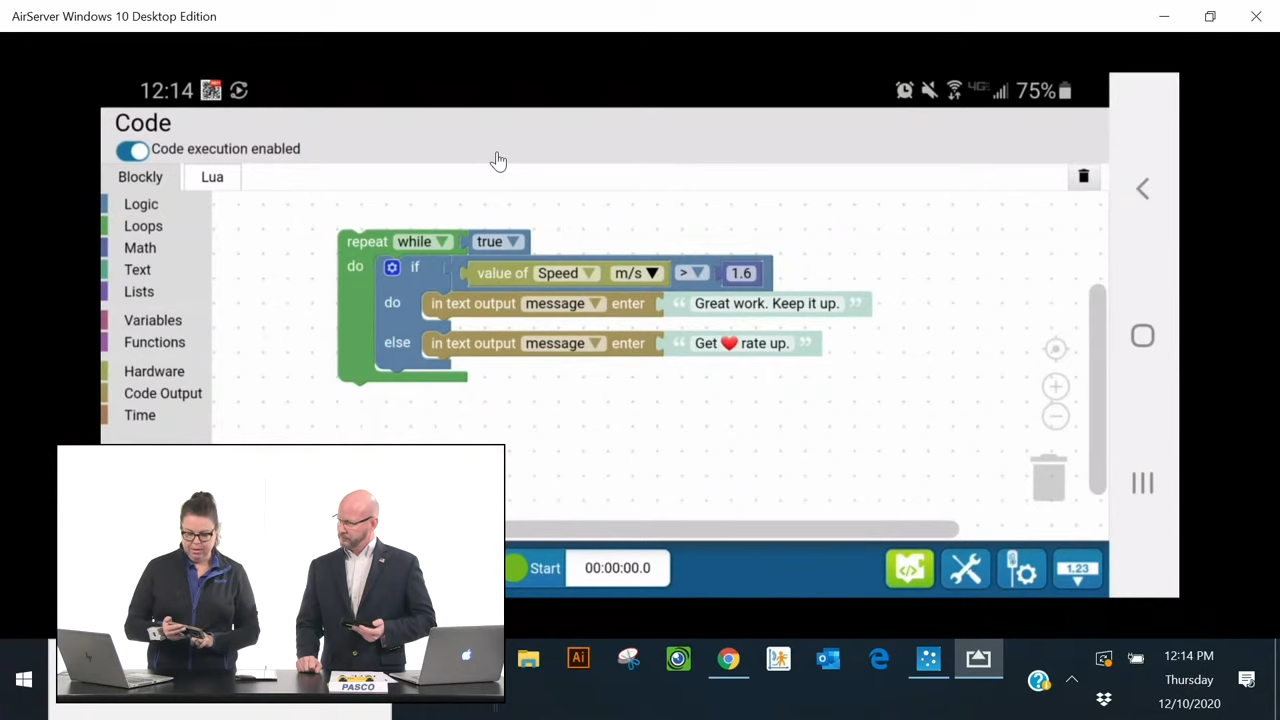 AirServer Windows 10 Desktop Edition
12:14
4G 75%
Code
Code execution enabled
Blockly Lua
Logic
Loops
Math
Text
Lists
Variables
Functions
Hardware
Code Output
Time
repeat while true
do if value of Speed m/s > 1.6
do in text output message enter “ Great work. Keep it up. ”
else in text output message enter “ Get ❤️ rate up. ”
Start 00:00:00.0
1.23
PASCO
Ai
12:14 PM
Thursday
12/10/2020